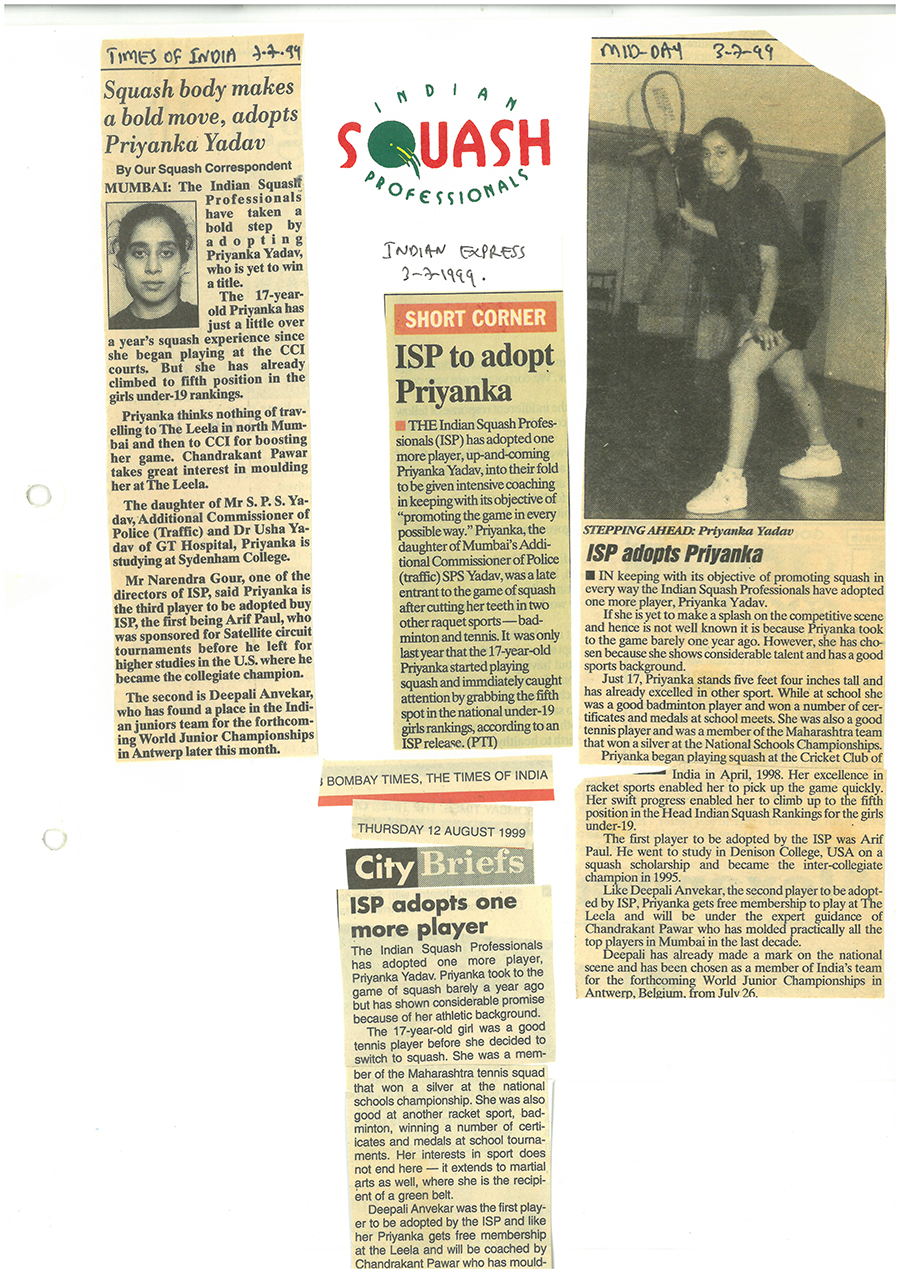 TIMES OF INDIA 3-7-99
Squash body makes
a bold move, adopts
Priyanka Yadav
By Our Squash Correspondent
MUMBAI: The Indian Squash
Professionals
have taken a
bold step by
adopting
Priyanka Yadav,
who is yet to win
a title.
The 17-year-
old Priyanka has
just a little over
a year's squash experience since
she began playing at the CCI
courts. But she has already
climbed to fifth position in the
girls under-19 rankings.
Priyanka thinks nothing of trav-
elling to The Leela in north Mum-
bai and then to CCI for boosting
her game. Chandrakant Pawar
takes great interest in moulding
her at The Leela.
The daughter of Mr S. P. S. Ya-
dav, Additional Commissioner of
Police (Traffic) and Dr Usha Ya-
dav of GT Hospital, Priyanka is
studying at Sydenham College.
Mr Narendra Gour, one of the
directors of ISP, said Priyanka is
the third player to be adopted buy
ISP, the first being Arif Paul, who
was sponsored for Satellite circuit
tournaments before he left for
higher studies in the U.S. where he
became the collegiate champion.
The second is Deepali Anvekar,
who has found a place in the Indi-
an juniors team for the forthcom-
ing World Junior Championships
in Antwerp later this month.
INDIAN
SQUASH
PROFESSIONALS
INDIAN EXPRESS
3-7-1999.
SHORT CORNER
ISP to adopt
Priyanka
THE Indian Squash Profes-
sionals (ISP) has adopted one
more player, up-and-coming
Priyanka Yadav, into their fold
to be given intensive coaching
in keeping with its objective of
"promoting the game in every
possible way." Priyanka, the
daughter of Mumbai's Addi-
tional Commissioner of Police
(traffic) SPS Yadav, was a late
entrant to the game of squash
after cutting her teeth in two
other raquet sports — bad-
minton and tennis. It was only
last year that the 17-year-old
Priyanka started playing
squash and immediately caught
attention by grabbing the fifth
spot in the national under-19
girls rankings, according to an
ISP release. (PTI)
BOMBAY TIMES, THE TIMES OF INDIA
THURSDAY 12 AUGUST 1999
City Briefs
ISP adopts one
more player
The Indian Squash Professionals
has adopted one more player,
Priyanka Yadav. Priyanka took to the
game of squash barely a year ago
but has shown considerable promise
because of her athletic background.
The 17-year-old girl was a good
tennis player before she decided to
switch to squash. She was a mem-
ber of the Maharashtra tennis squad
that won a silver at the national
schools championship. She was also
good at another racket sport, bad-
minton, winning a number of certi-
icates and medals at school tourna-
ments. Her interests in sport does
not end here — it extends to martial
arts as well, where she is the recipi-
ent of a green belt.
Deepali Anvekar was the first play-
er to be adopted by the ISP and like
her Priyanka gets free membership
at the Leela and will be coached by
Chandrakant Pawar who has mould-
MID-DAY 3-7-99
STEPPING AHEAD: Priyanka Yadav
ISP adopts Priyanka
IN keeping with its objective of promoting squash in
every way the Indian Squash Professionals have adopted
one more player, Priyanka Yadav.
If she is yet to make a splash on the competitive scene
and hence is not well known it is because Priyanka took
to the game barely one year ago. However, she has cho-
sen because she shows considerable talent and has a good
sports background.
Just 17, Priyanka stands five feet four inches tall and
has already excelled in other sport. While at school she
was a good badminton player and won a number of cer-
tificates and medals at school meets. She was also a good
tennis player and was a member of the Maharashtra team
that won a silver at the National Schools Championships.
Priyanka began playing squash at the Cricket Club of
India in April, 1998. Her excellence in
racket sports enabled her to pick up the game quickly.
Her swift progress enabled her to climb up to the fifth
position in the Head Indian Squash Rankings for the girls
under-19.
The first player to be adopted by the ISP was Arif
Paul. He went to study in Denison College, USA on a
squash scholarship and became the inter-collegiate
champion in 1995.
Like Deepali Anvekar, the second player to be adopt-
ed by ISP, Priyanka gets free membership to play at The
Leela and will be under the expert guidance of
Chandrakant Pawar who has molded practically all the
top players in Mumbai in the last decade.
Deepali has already made a mark on the national
scene and has been chosen as a member of India's team
for the forthcoming World Junior Championships in
Antwerp, Belgium, from July 26.